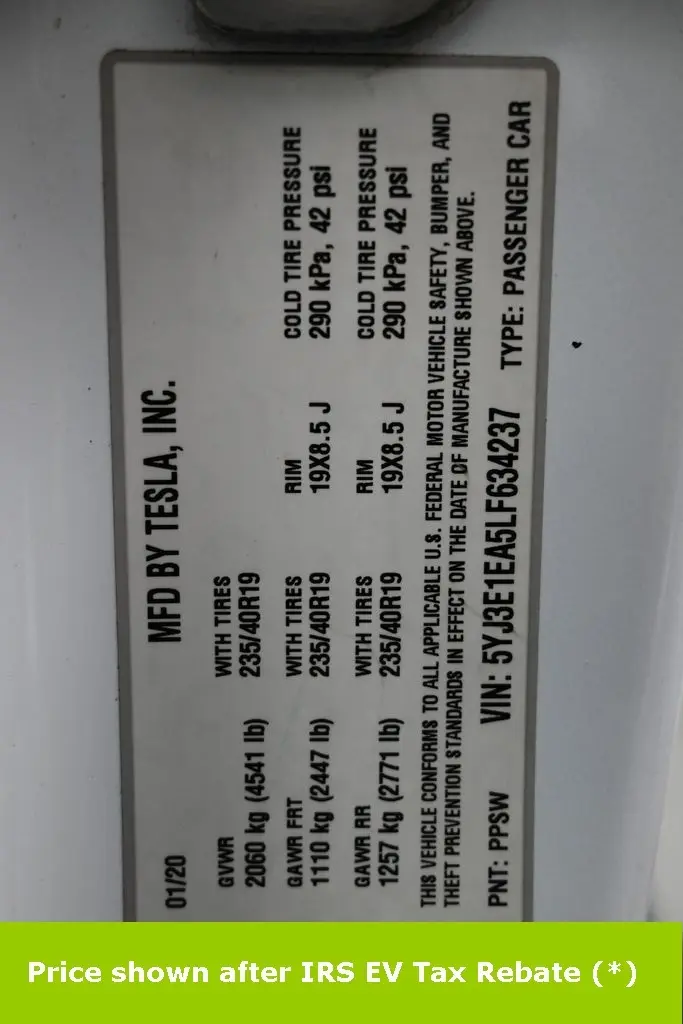 01/20 MFD BY TESLA, INC.
GVWR WITH TIRES
2060 kg (4541 lb) 235/40R19
GAWR FRT WITH TIRES RIM COLD TIRE PRESSURE
1110 kg (2447 lb) 235/40R19 19X8.5 J 290 kPa, 42 psi
GAWR RR WITH TIRES RIM COLD TIRE PRESSURE
1257 kg (2771 lb) 235/40R19 19X8.5 J 290 kPa, 42 psi
THIS VEHICLE CONFORMS TO ALL APPLICABLE U.S. FEDERAL MOTOR VEHICLE SAFETY, BUMPER, AND
THEFT PREVENTION STANDARDS IN EFFECT ON THE DATE OF MANUFACTURE SHOWN ABOVE.
PNT: PPSW VIN: 5YJ3E1EA5LF634237 TYPE: PASSENGER CAR
Price shown after IRS EV Tax Rebate (*)